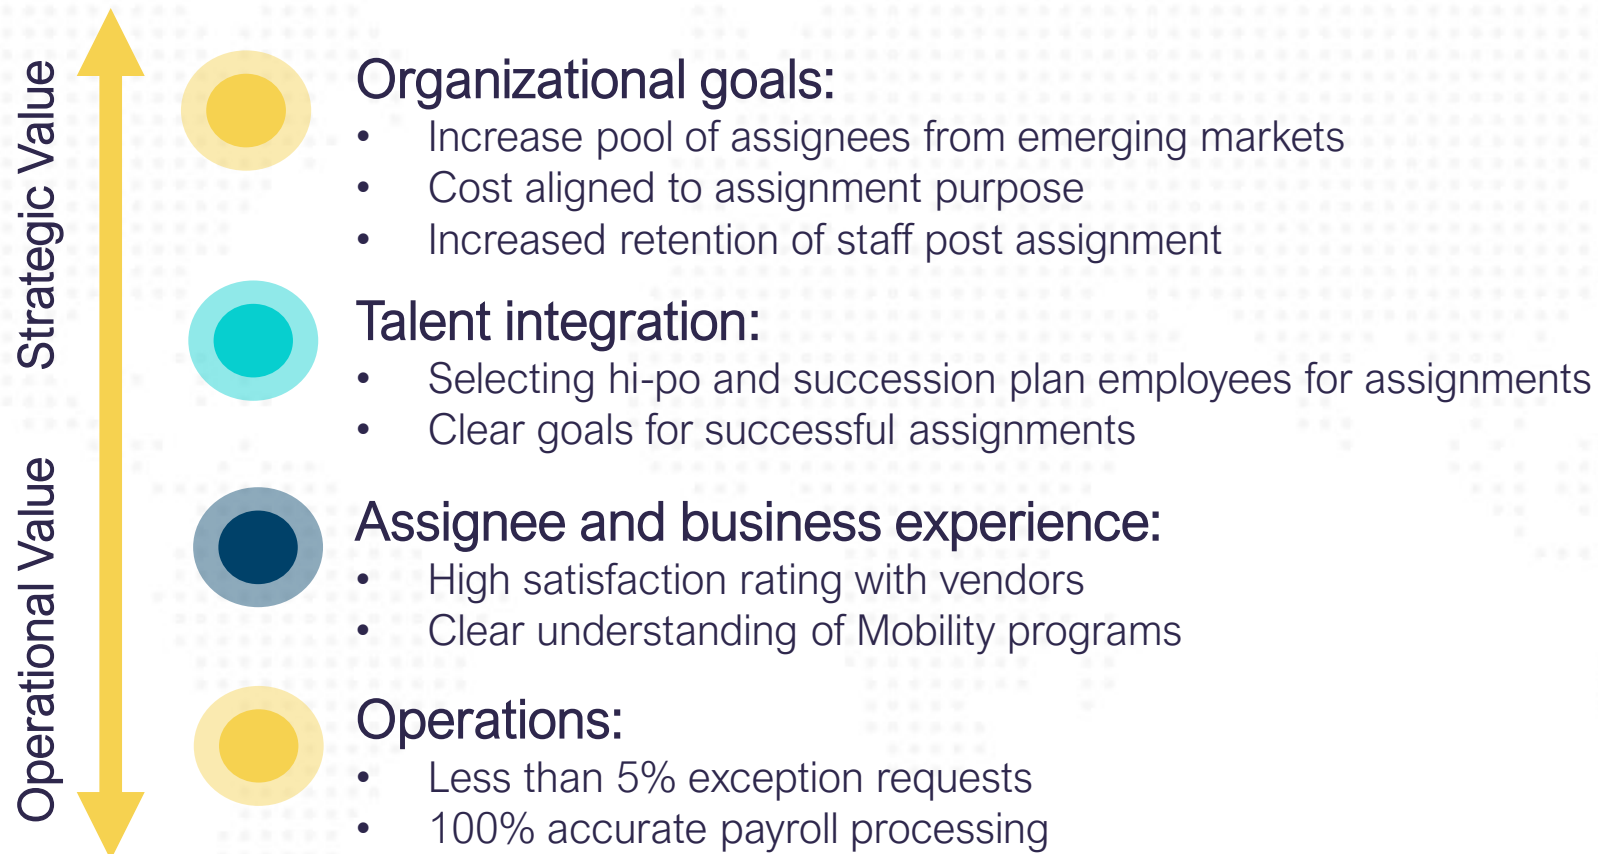 Strategic Value
Operational Value
Organizational goals:
• Increase pool of assignees from emerging markets
• Cost aligned to assignment purpose
• Increased retention of staff post assignment
Talent integration:
• Selecting hi-po and succession plan employees for assignments
• Clear goals for successful assignments
Assignee and business experience:
• High satisfaction rating with vendors
• Clear understanding of Mobility programs
Operations:
• Less than 5% exception requests
• 100% accurate payroll processing